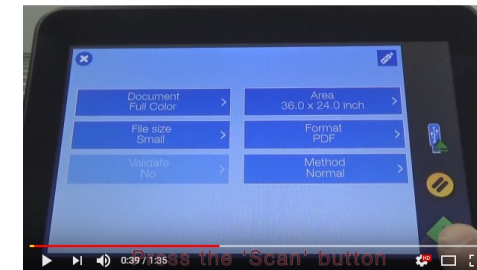 Document
Full Color
Area
36.0 x 24.0 inch
File size
Small
Format
PDF
Validate
No
Method
Normal
Press the 'Scan' button
0:39 / 1:35
HD